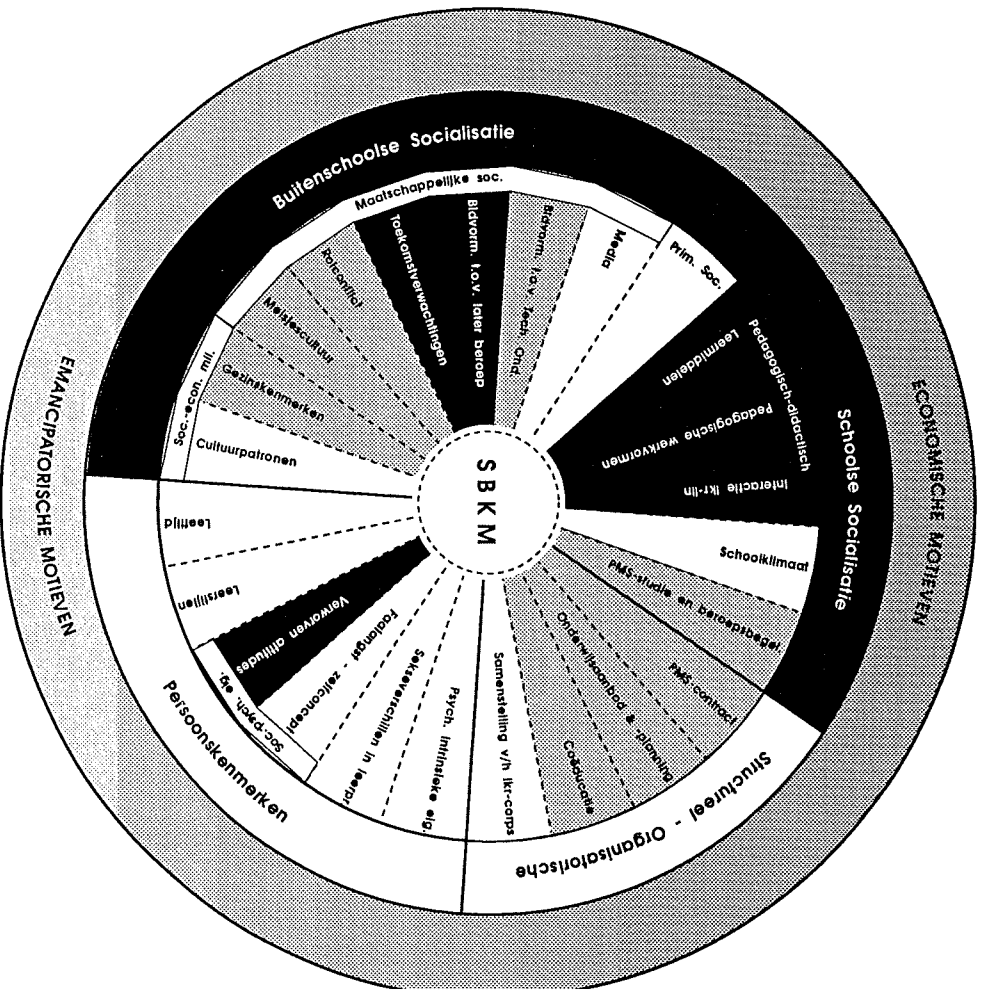 EMANCIPATORISCHE MOTIEVEN
ECONOMISCHE MOTIEVEN
Buitenschoolse Socialisatie
Schoolse Socialisatie
Structureel - Organisatorische
Persoonskenmerken
Soc.-econ. mil.
Maatschappelijke soc.
Prim. Soc.
Cultuurpatronen
Gezinskenmerken
Meisjescultuur
Rolconflict
Toekomstverwachtingen
Bldvorm. t.o.v. later beroep
Bldvorm. t.o.v. Tech. Ond.
Media
Pedagogisch-didactisch
Leermiddelen
Pedagogische werkvormen
Interactie lkr-lln
Schoolklimaat
PMS-studie en beroepsbegel.
PMS-contract
Onderwijsaanbod & -planning
Coëducatie
Samenstelling v/h lkr-corps
Psych. intrinsieke eig.
Sekseverschillen in leerpr
Faalangst - zelfconcept
Soc-psych. eig.
Verworven attitudes
Leerstijlen
Leeftijd
SBKM